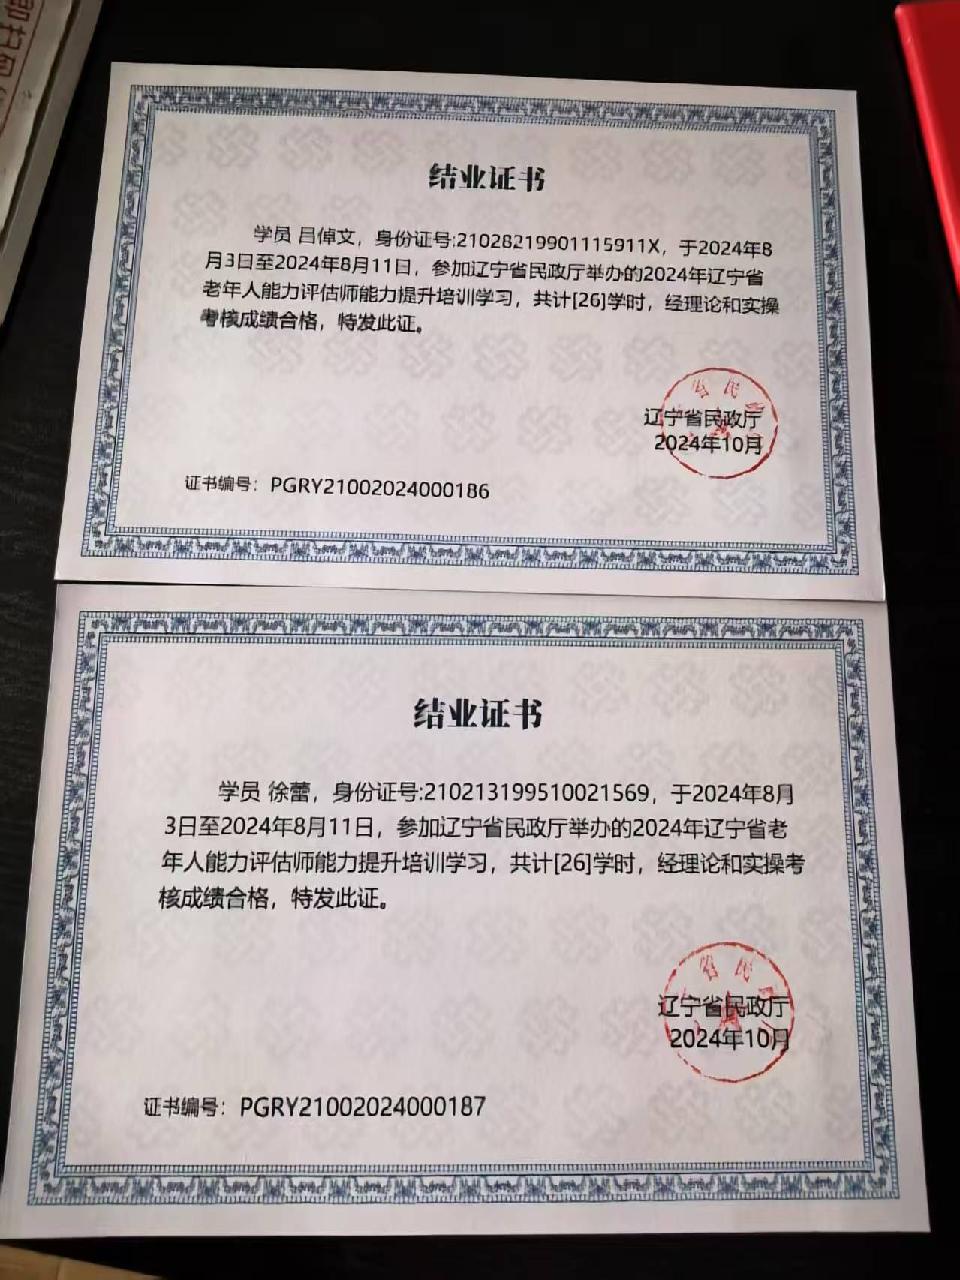 结业证书
学员 吕倬文，身份证号:21028219901115911X，于2024年8
月3日至2024年8月11日，参加辽宁省民政厅举办的2024年辽宁省
老年人能力评估师能力提升培训学习，共计[26]学时，经理论和实操
考核成绩合格，特发此证。
辽宁省民政厅
2024年10月
证书编号：PGRY21002024000186
结业证书
学员 徐蕾，身份证号:210213199510021569，于2024年8月
3日至2024年8月11日，参加辽宁省民政厅举办的2024年辽宁省老
年人能力评估师能力提升培训学习，共计[26]学时，经理论和实操考
核成绩合格，特发此证。
辽宁省民政厅
2024年10月
证书编号：PGRY21002024000187